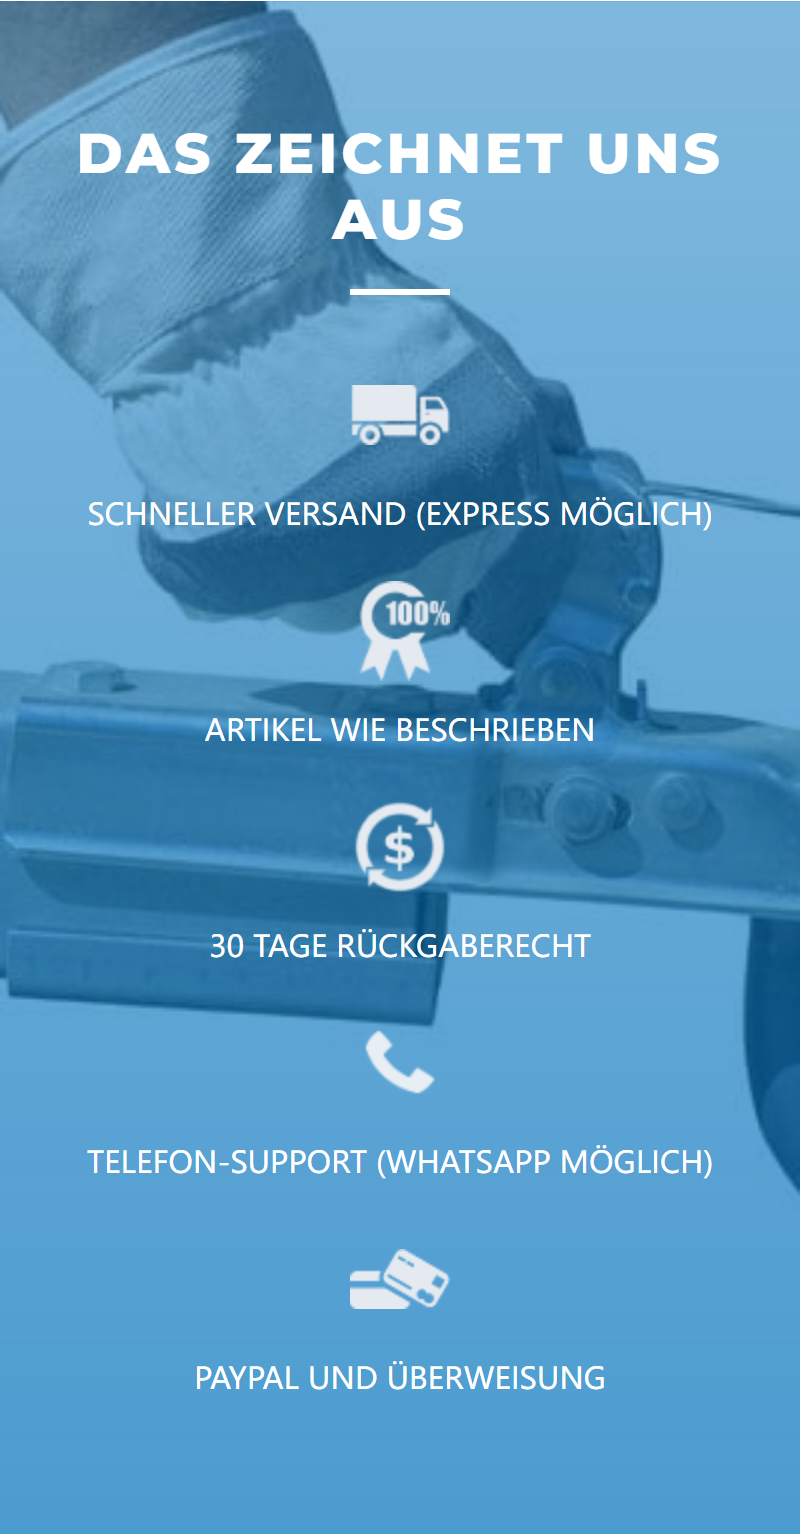 DAS ZEICHNET UNS
AUS
SCHNELLER VERSAND (EXPRESS MÖGLICH)
100%
ARTIKEL WIE BESCHRIEBEN
$
30 TAGE RÜCKGABERECHT
TELEFON-SUPPORT (WHATSAPP MÖGLICH)
PAYPAL UND ÜBERWEISUNG